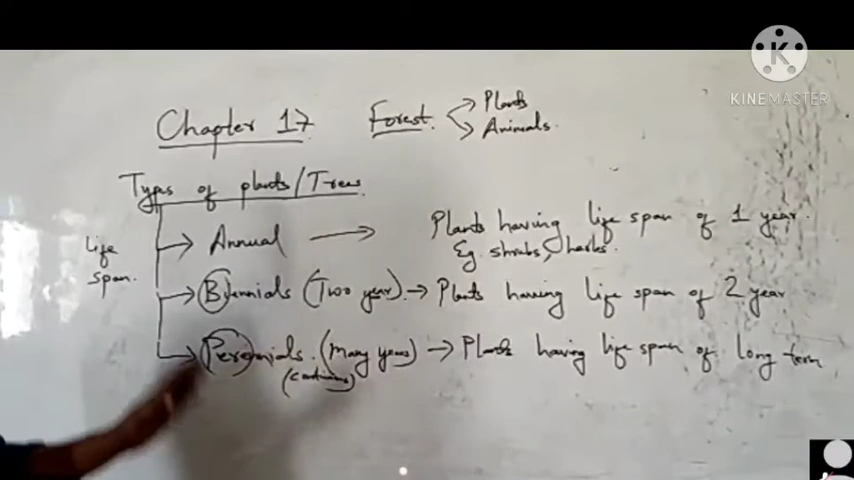 KINEMASTER
Chapter 17 Forest Plants
Animals.
Types of plants/Trees
Life span.
Annual → Plants having life span of 1 year.
Eg. shrubs, harbs.
Biennials (Two year) → Plants having life span of 2 year
Perennials. (Many years) → Plants having life span of long term
(continuous)